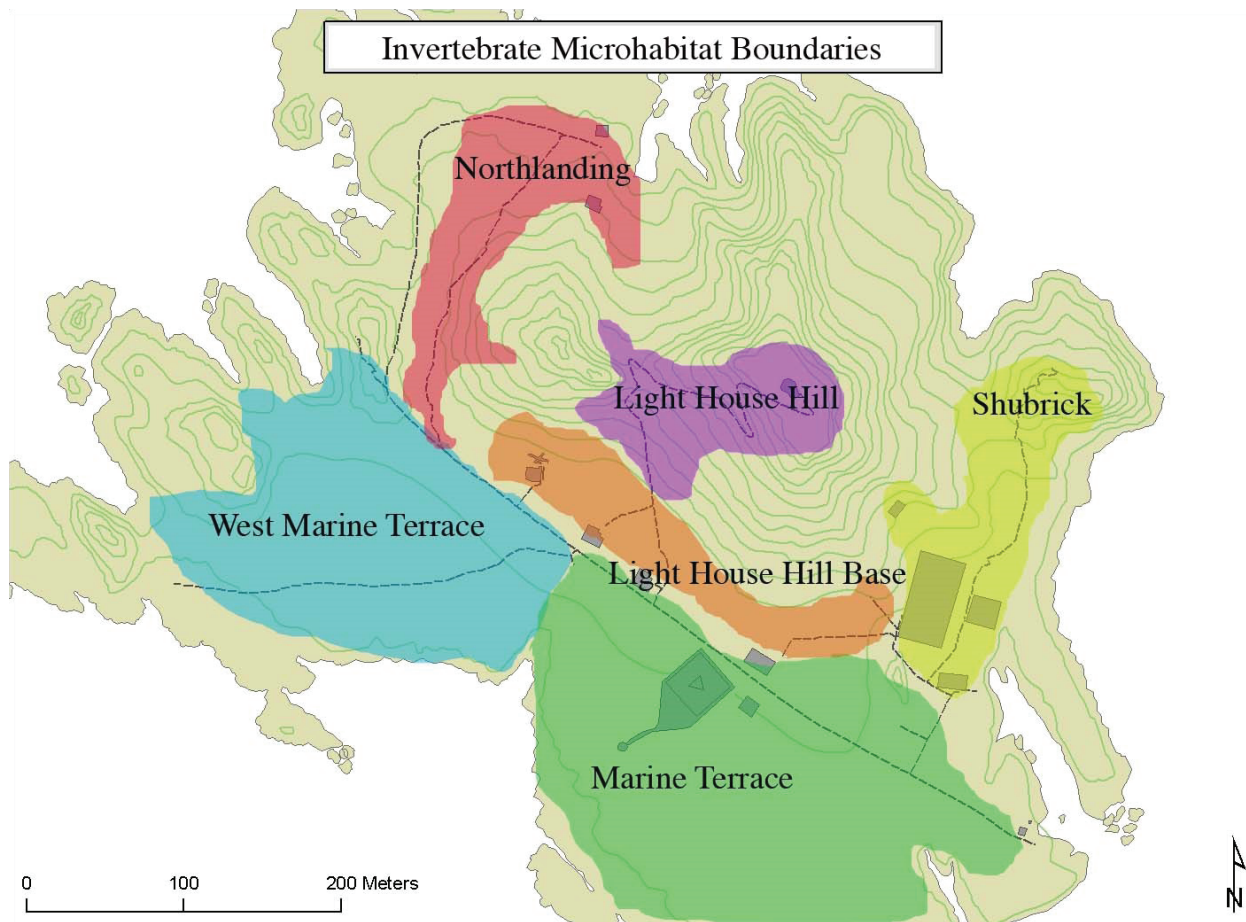 Invertebrate Microhabitat Boundaries
Northlanding
Light House Hill
Shubrick
West Marine Terrace
Light House Hill Base
Marine Terrace
0 100 200 Meters
N